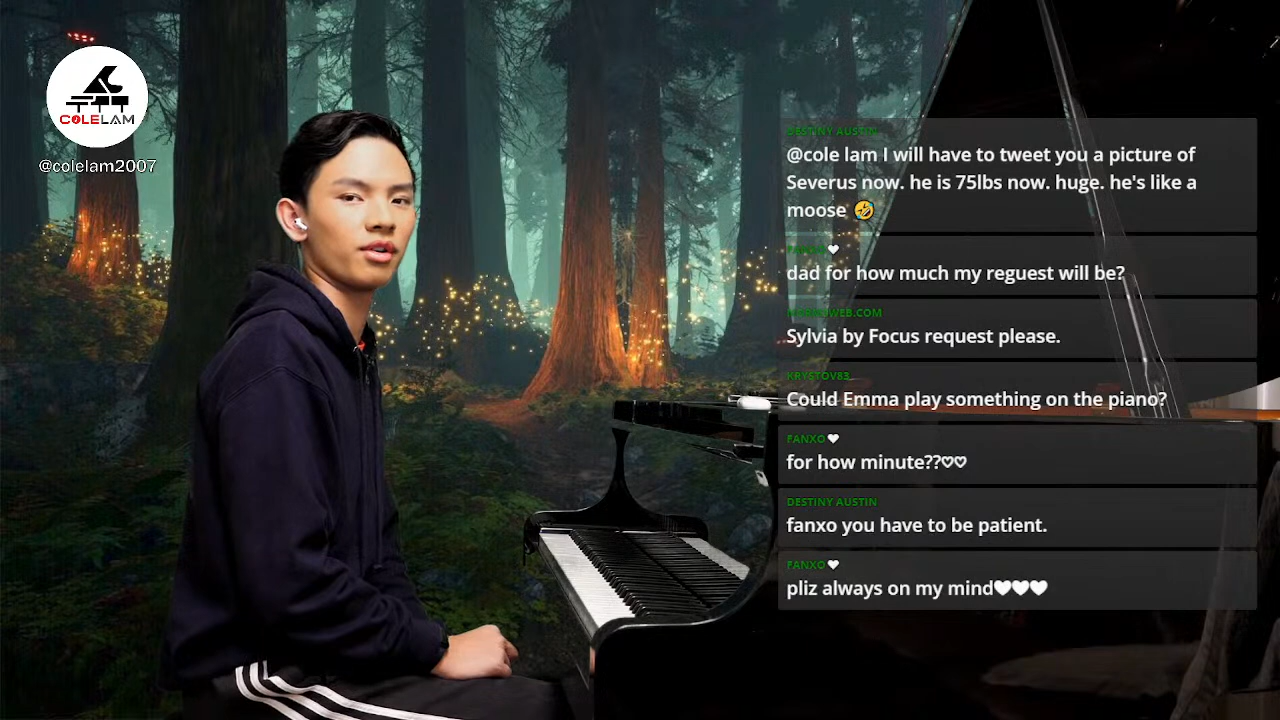 COLELAM
@colelam2007
DESTINY AUSTIN
@cole lam I will have to tweet you a picture of
Severus now. he is 75lbs now. huge. he's like a
moose 🤣
FANXO🤍
dad for how much my reguest will be?
Sylvia by Focus request please.
KRYSTOV83
Could Emma play something on the piano?
FANXO🤍
for how minute??♡♡
DESTINY AUSTIN
fanxo you have to be patient.
FANXO🤍
pliz always on my mind🤍🤍🤍